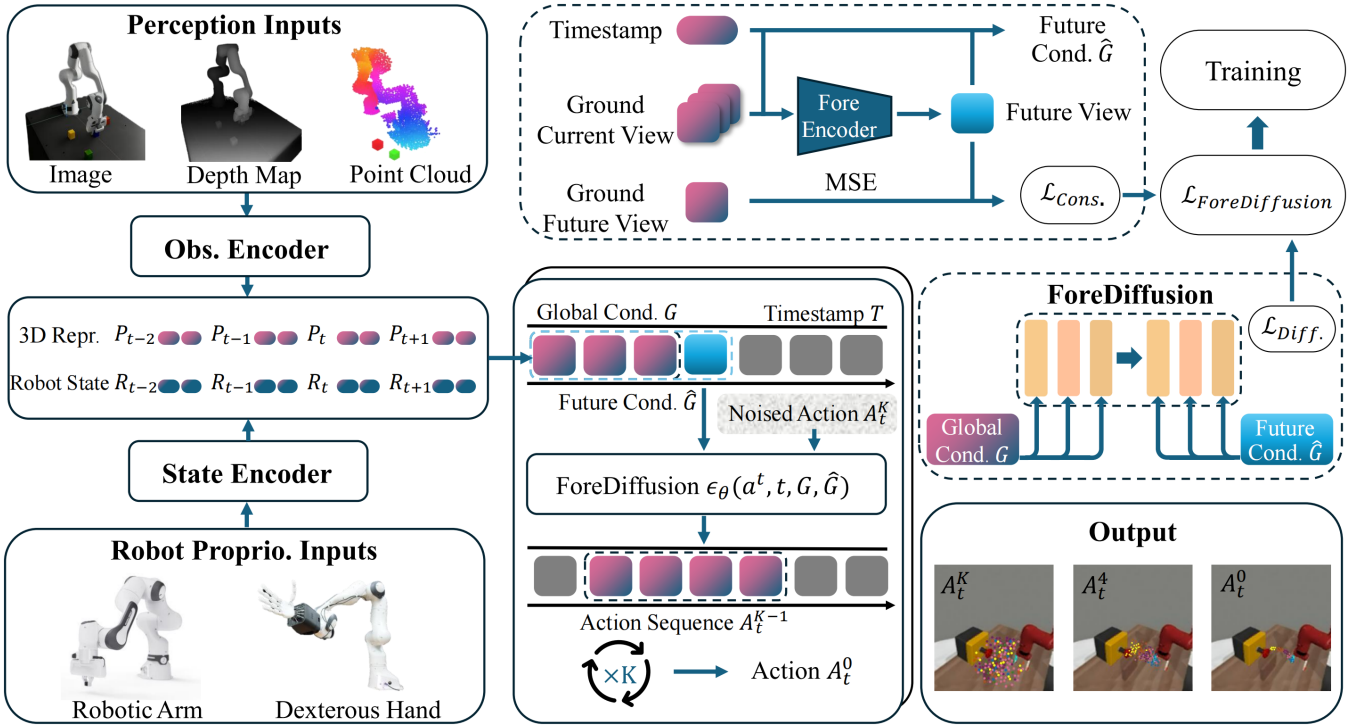 Perception Inputs
Image
Depth Map
Point Cloud
Obs. Encoder
3D Repr. P_{t-2} P_{t-1} P_t P_{t+1}
Robot State R_{t-2} R_{t-1} R_t R_{t+1}
State Encoder
Robot Proprio. Inputs
Robotic Arm
Dexterous Hand
Timestamp
Future
Cond. Ĝ
Ground
Current View
Fore
Encoder
Future View
Ground
Future View
MSE
ℒ_{Cons.}
Training
ℒ_{ForeDiffusion}
Global Cond. G
Timestamp T
Future Cond. Ĝ
Noised Action A_t^K
ForeDiffusion ϵ_θ(a^t, t, G, Ĝ)
Action Sequence A_t^{K-1}
×K
Action A_t^0
ForeDiffusion
ℒ_{Diff.}
Global
Cond. G
Future
Cond. Ĝ
Output
A_t^K
A_t^4
A_t^0